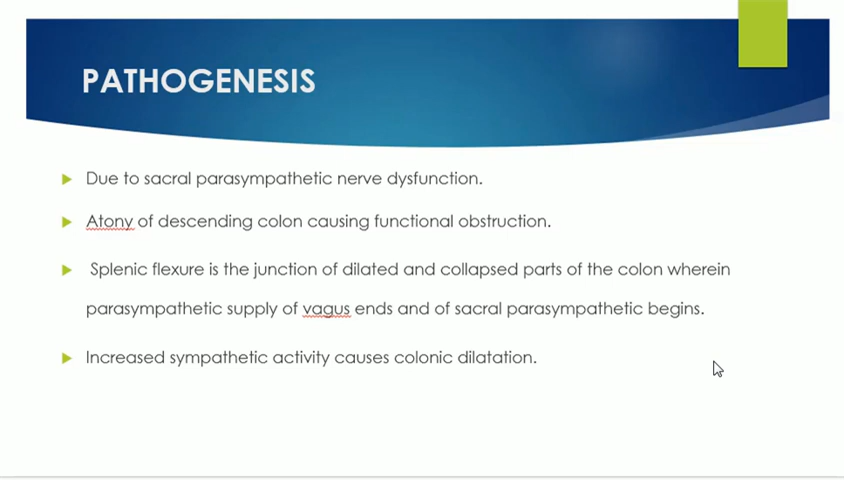 PATHOGENESIS
Due to sacral parasympathetic nerve dysfunction.
Atony of descending colon causing functional obstruction.
Splenic flexure is the junction of dilated and collapsed parts of the colon wherein
parasympathetic supply of vagus ends and of sacral parasympathetic begins.
Increased sympathetic activity causes colonic dilatation.